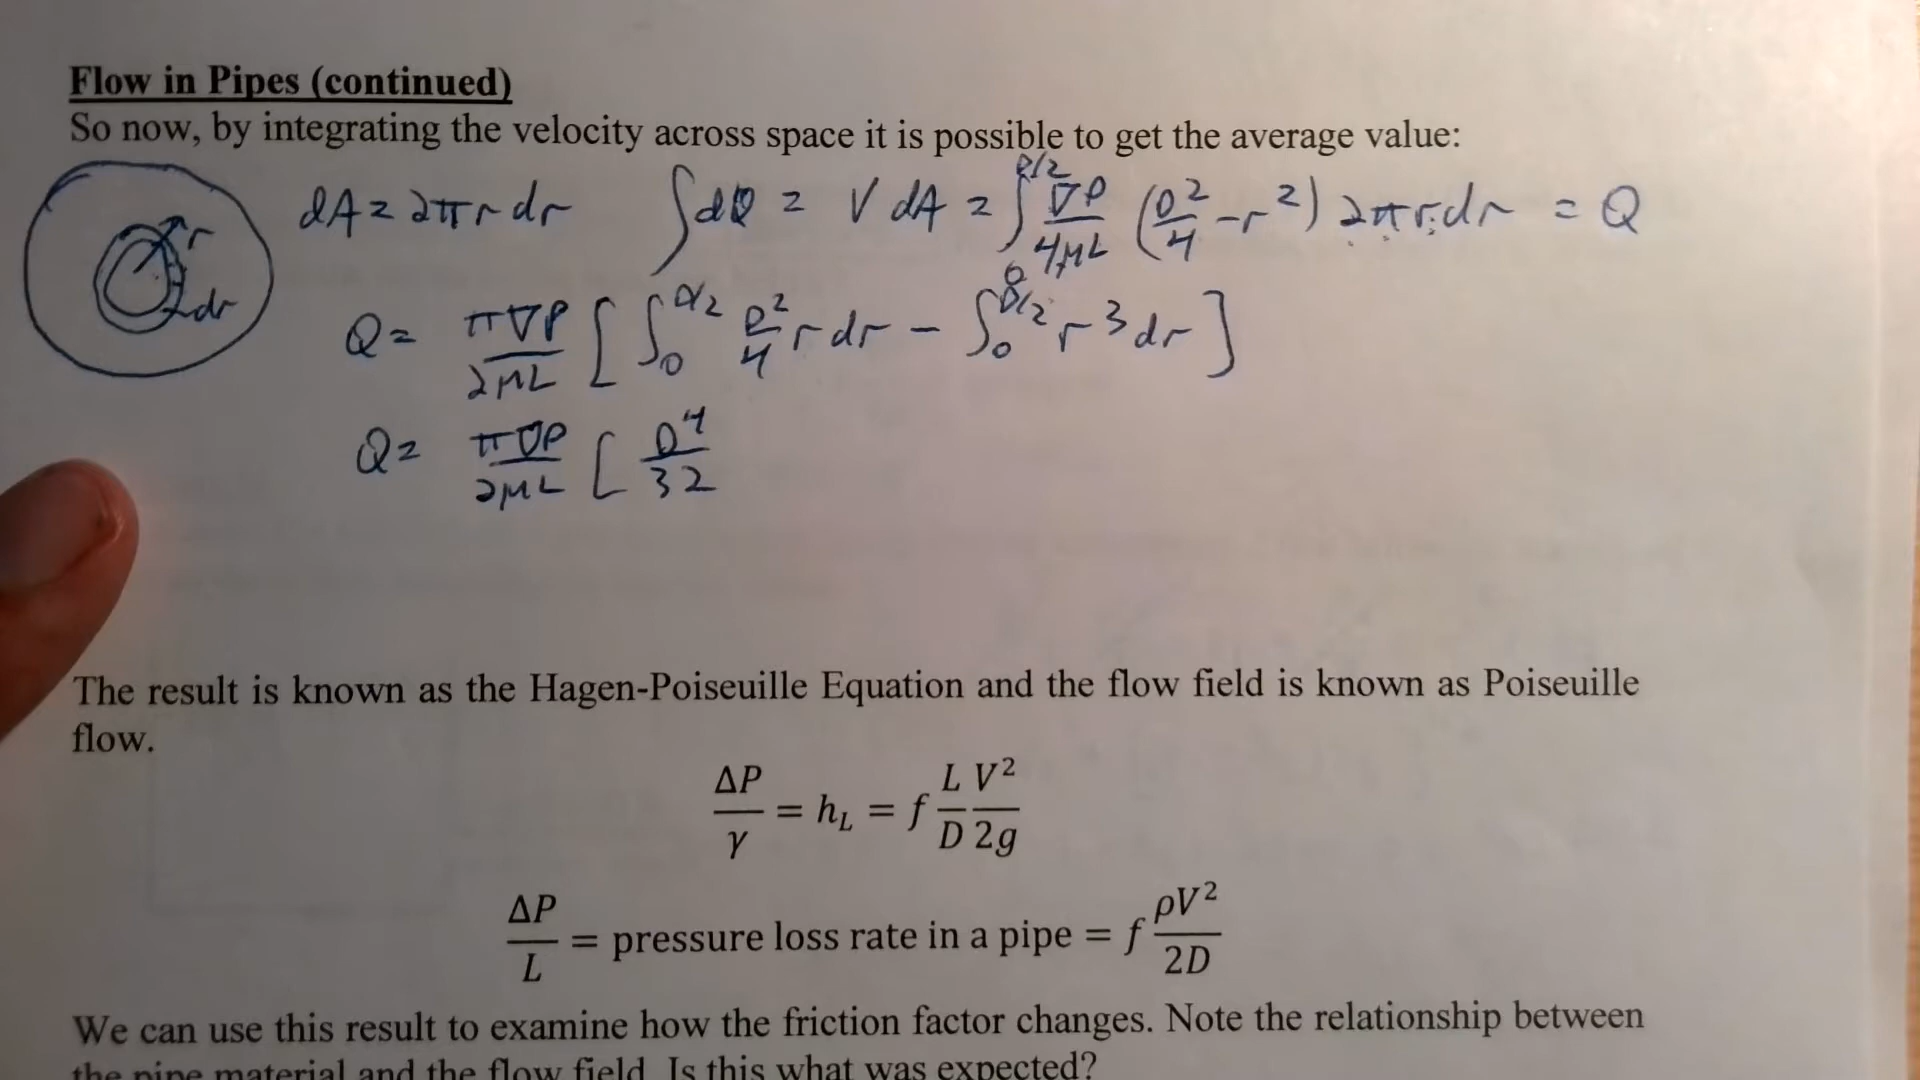 Flow in Pipes (continued)
So now, by integrating the velocity across space it is possible to get the average value:
dA = 2πr dr ∫dQ = V dA = ∫₀^(D/2) ∇P/4μL (D²/4 - r²) 2πr dr = Q
r
dr
Q = π∇P/2μL [ ∫₀^(D/2) D²/4 r dr - ∫₀^(D/2) r³ dr ]
Q = π∇P/2μL [ D⁴/32
The result is known as the Hagen-Poiseuille Equation and the flow field is known as Poiseuille
flow.
ΔP/γ = h_L = f L/D V²/2g
ΔP/L = pressure loss rate in a pipe = f ρV²/2D
We can use this result to examine how the friction factor changes. Note the relationship between
the pipe material and the flow field. Is this what was expected?